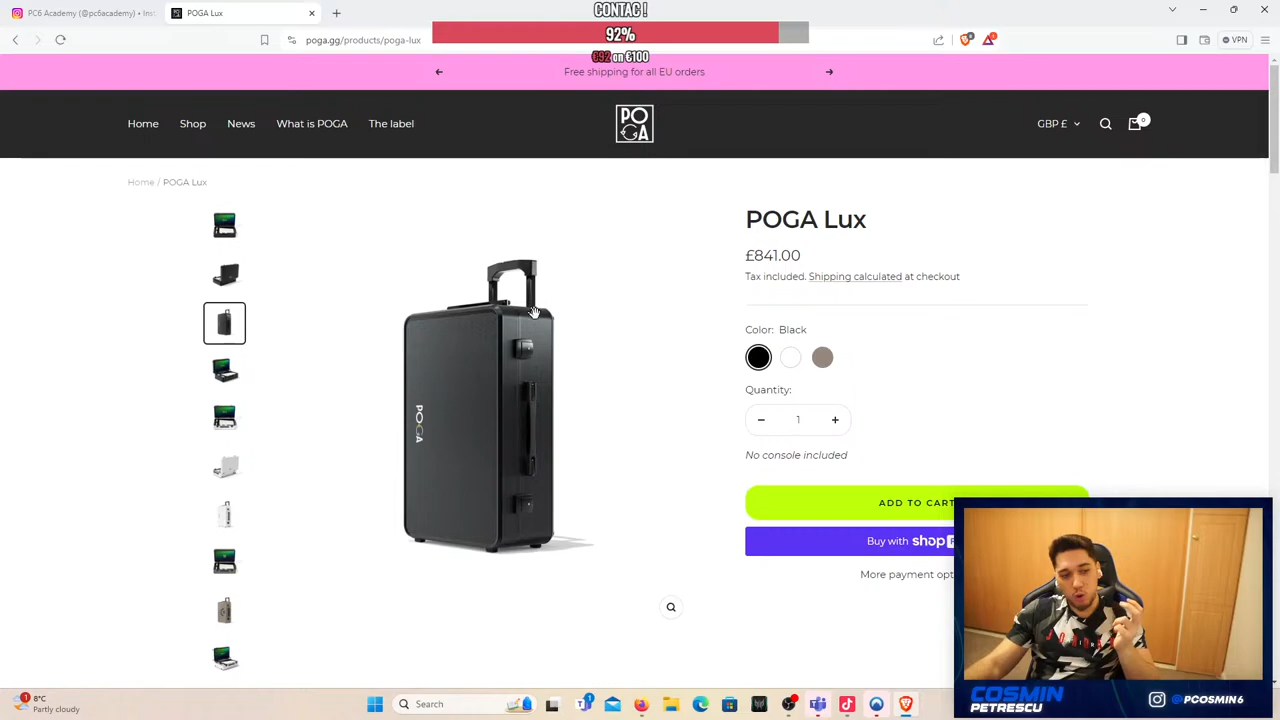 PC6 Academy (@pc6academy) • Ins
POGA Lux
CONTAC !
92%
€92 on €100
poga.gg/products/poga-lux
VPN
Free shipping for all EU orders
Home
Shop
News
What is POGA
The label
POGA
GBP £
0
Home / POGA Lux
POGA Lux
£841.00
Tax included. Shipping calculated at checkout
Color: Black
Quantity:
1
No console included
ADD TO CART
Buy with shop
More payment opt
POGA
COSMIN
PETRESCU
@PCOSMIN6
8°C
Partly cloudy
Search